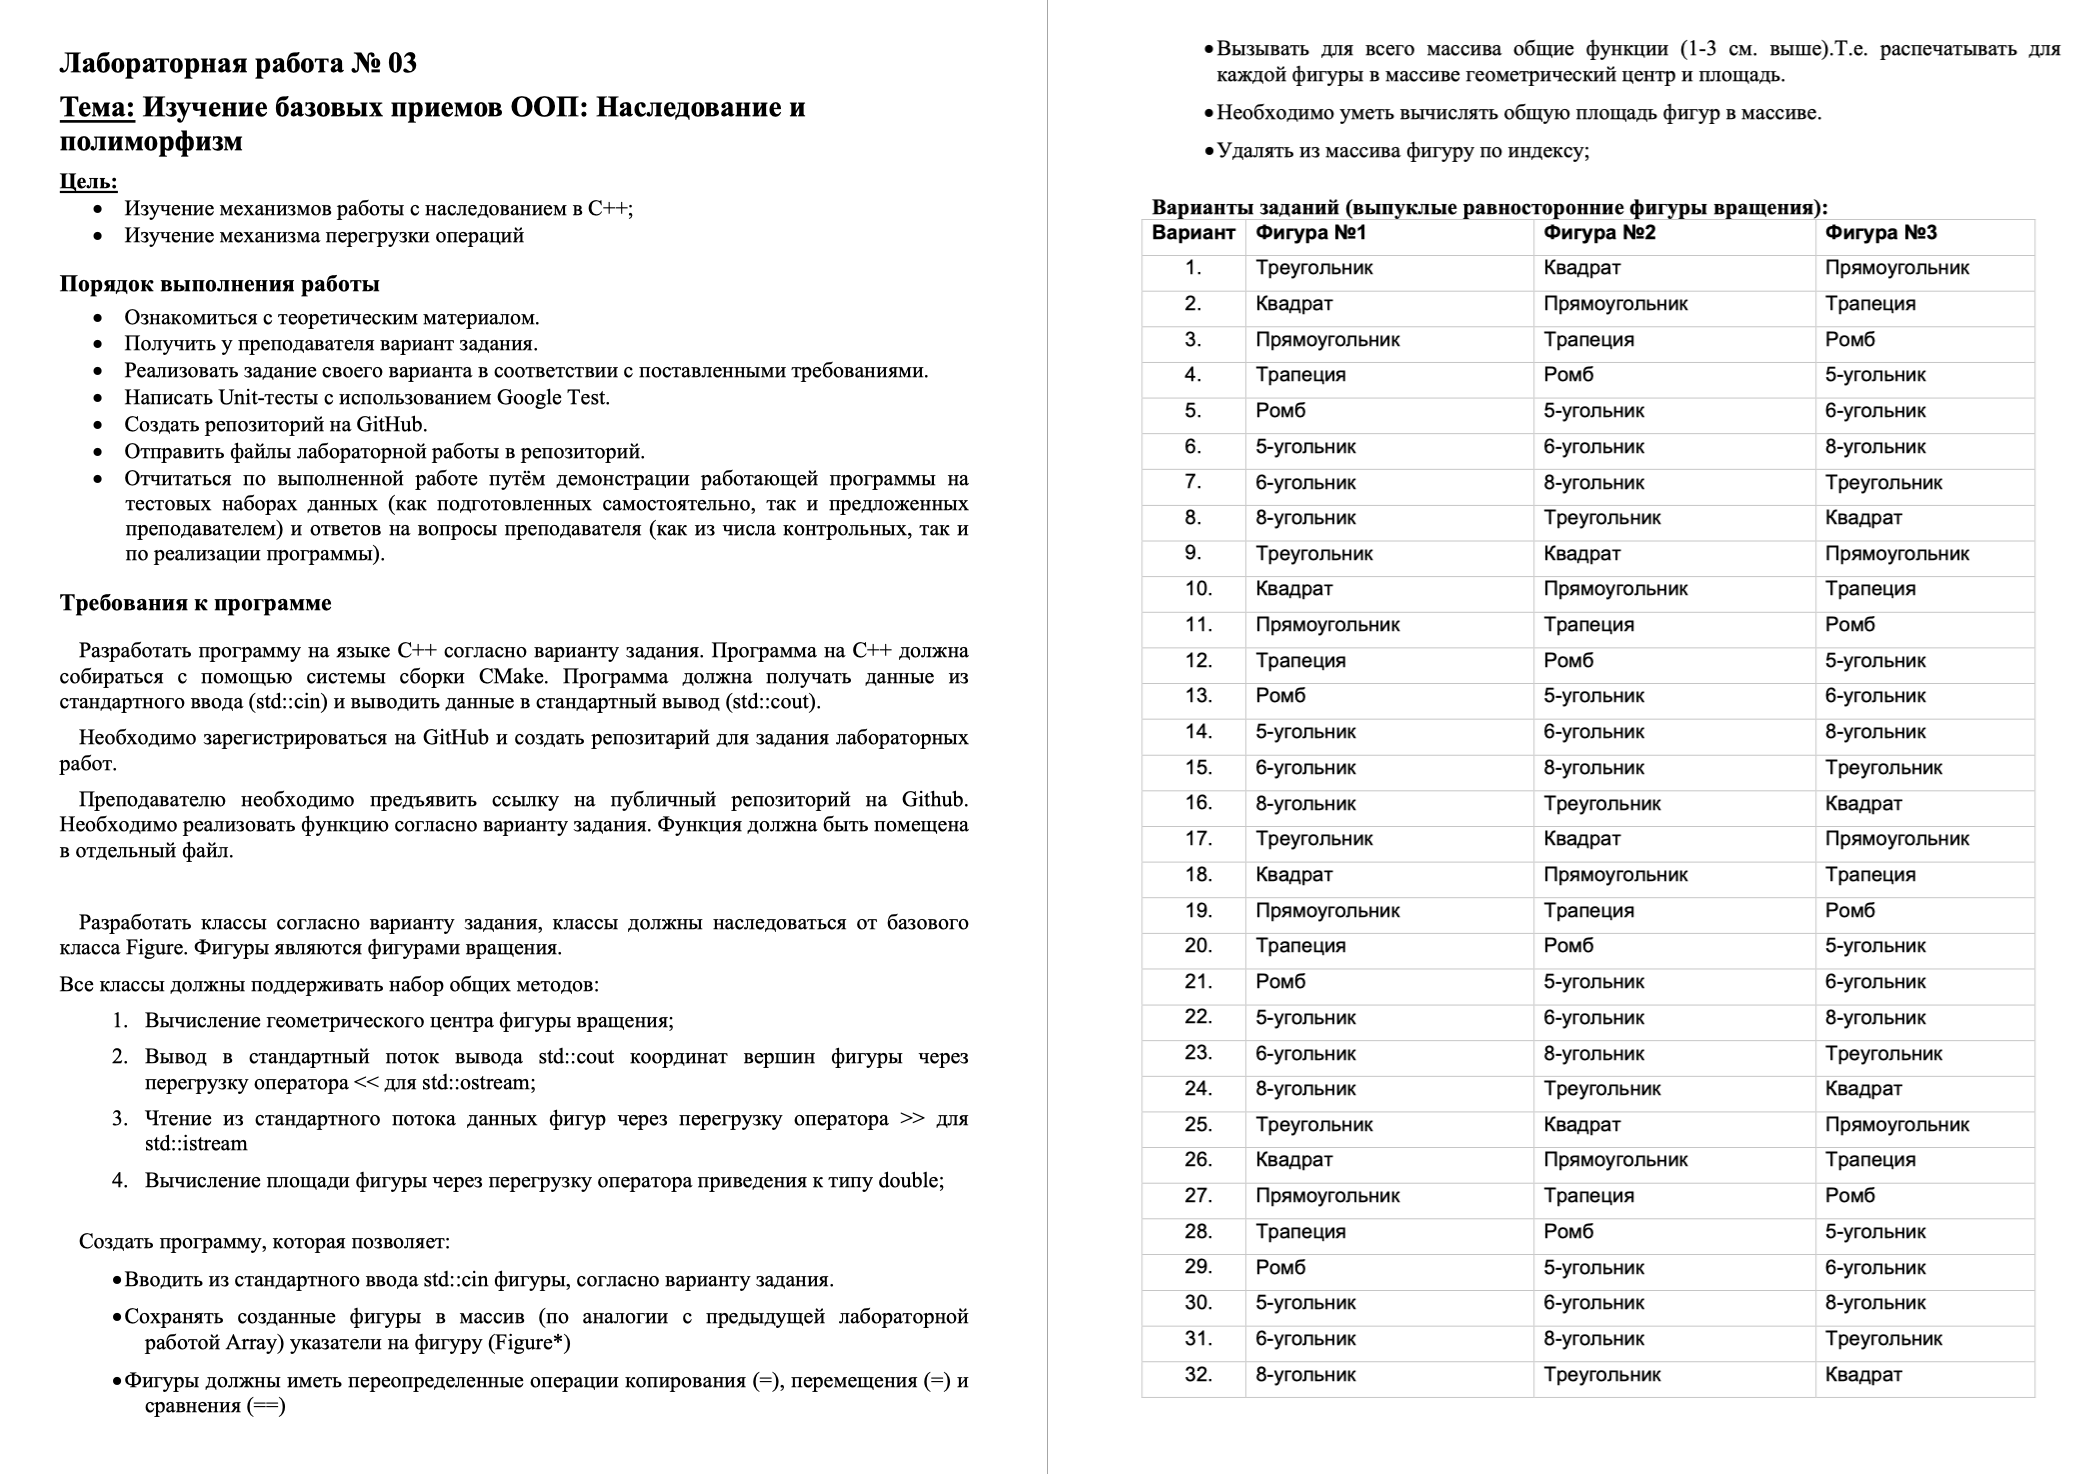 Лабораторная работа № 03
Тема: Изучение базовых приемов ООП: Наследование и
полиморфизм
Цель:
• Изучение механизмов работы с наследованием в C++;
• Изучение механизма перегрузки операций
Порядок выполнения работы
• Ознакомиться с теоретическим материалом.
• Получить у преподавателя вариант задания.
• Реализовать задание своего варианта в соответствии с поставленными требованиями.
• Написать Unit-тесты с использованием Google Test.
• Создать репозиторий на GitHub.
• Отправить файлы лабораторной работы в репозиторий.
• Отчитаться по выполненной работе путём демонстрации работающей программы на
тестовых наборах данных (как подготовленных самостоятельно, так и предложенных
преподавателем) и ответов на вопросы преподавателя (как из числа контрольных, так и
по реализации программы).
Требования к программе
Разработать программу на языке C++ согласно варианту задания. Программа на C++ должна
собираться с помощью системы сборки CMake. Программа должна получать данные из
стандартного ввода (std::cin) и выводить данные в стандартный вывод (std::cout).
Необходимо зарегистрироваться на GitHub и создать репозитарий для задания лабораторных
работ.
Преподавателю необходимо предъявить ссылку на публичный репозиторий на Github.
Необходимо реализовать функцию согласно варианту задания. Функция должна быть помещена
в отдельный файл.
Разработать классы согласно варианту задания, классы должны наследоваться от базового
класса Figure. Фигуры являются фигурами вращения.
Все классы должны поддерживать набор общих методов:
1. Вычисление геометрического центра фигуры вращения;
2. Вывод в стандартный поток вывода std::cout координат вершин фигуры через
перегрузку оператора << для std::ostream;
3. Чтение из стандартного потока данных фигур через перегрузку оператора >> для
std::istream
4. Вычисление площади фигуры через перегрузку оператора приведения к типу double;
Создать программу, которая позволяет:
•Вводить из стандартного ввода std::cin фигуры, согласно варианту задания.
•Сохранять созданные фигуры в массив (по аналогии с предыдущей лабораторной
работой Array) указатели на фигуру (Figure*)
•Фигуры должны иметь переопределенные операции копирования (=), перемещения (=) и
сравнения (==)
•Вызывать для всего массива общие функции (1-3 см. выше).Т.е. распечатывать для
каждой фигуры в массиве геометрический центр и площадь.
•Необходимо уметь вычислять общую площадь фигур в массиве.
•Удалять из массива фигуру по индексу;
Варианты заданий (выпуклые равносторонние фигуры вращения):
Вариант Фигура №1 Фигура №2 Фигура №3
1. Треугольник Квадрат Прямоугольник
2. Квадрат Прямоугольник Трапеция
3. Прямоугольник Трапеция Ромб
4. Трапеция Ромб 5-угольник
5. Ромб 5-угольник 6-угольник
6. 5-угольник 6-угольник 8-угольник
7. 6-угольник 8-угольник Треугольник
8. 8-угольник Треугольник Квадрат
9. Треугольник Квадрат Прямоугольник
10. Квадрат Прямоугольник Трапеция
11. Прямоугольник Трапеция Ромб
12. Трапеция Ромб 5-угольник
13. Ромб 5-угольник 6-угольник
14. 5-угольник 6-угольник 8-угольник
15. 6-угольник 8-угольник Треугольник
16. 8-угольник Треугольник Квадрат
17. Треугольник Квадрат Прямоугольник
18. Квадрат Прямоугольник Трапеция
19. Прямоугольник Трапеция Ромб
20. Трапеция Ромб 5-угольник
21. Ромб 5-угольник 6-угольник
22. 5-угольник 6-угольник 8-угольник
23. 6-угольник 8-угольник Треугольник
24. 8-угольник Треугольник Квадрат
25. Треугольник Квадрат Прямоугольник
26. Квадрат Прямоугольник Трапеция
27. Прямоугольник Трапеция Ромб
28. Трапеция Ромб 5-угольник
29. Ромб 5-угольник 6-угольник
30. 5-угольник 6-угольник 8-угольник
31. 6-угольник 8-угольник Треугольник
32. 8-угольник Треугольник Квадрат